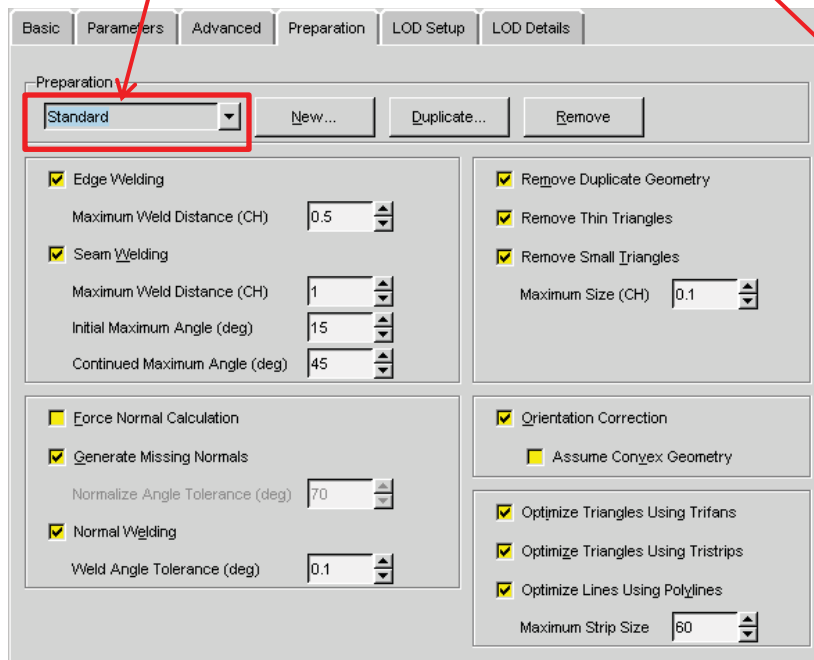 Basic Parameters Advanced Preparation LOD Setup LOD Details
Preparation
Standard New... Duplicate... Remove
Edge Welding
Maximum Weld Distance (CH) 0.5
Seam Welding
Maximum Weld Distance (CH) 1
Initial Maximum Angle (deg) 15
Continued Maximum Angle (deg) 45
Remove Duplicate Geometry
Remove Thin Triangles
Remove Small Triangles
Maximum Size (CH) 0.1
Force Normal Calculation
Generate Missing Normals
Normalize Angle Tolerance (deg) 70
Normal Welding
Weld Angle Tolerance (deg) 0.1
Orientation Correction
Assume Convex Geometry
Optimize Triangles Using Trifans
Optimize Triangles Using Tristrips
Optimize Lines Using Polylines
Maximum Strip Size 60